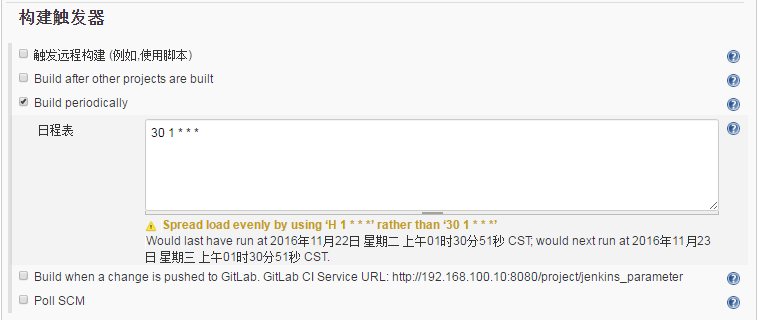 构建触发器
触发远程构建 (例如,使用脚本)
Build after other projects are built
Build periodically
日程表
30 1 * * *
Spread load evenly by using ‘H 1 * * *’ rather than ‘30 1 * * *’
Would last have run at 2016年11月22日 星期二 上午01时30分51秒 CST; would next run at 2016年11月23
日 星期三 上午01时30分51秒 CST.
Build when a change is pushed to GitLab. GitLab CI Service URL: http://192.168.100.10:8080/project/jenkins_parameter
Poll SCM